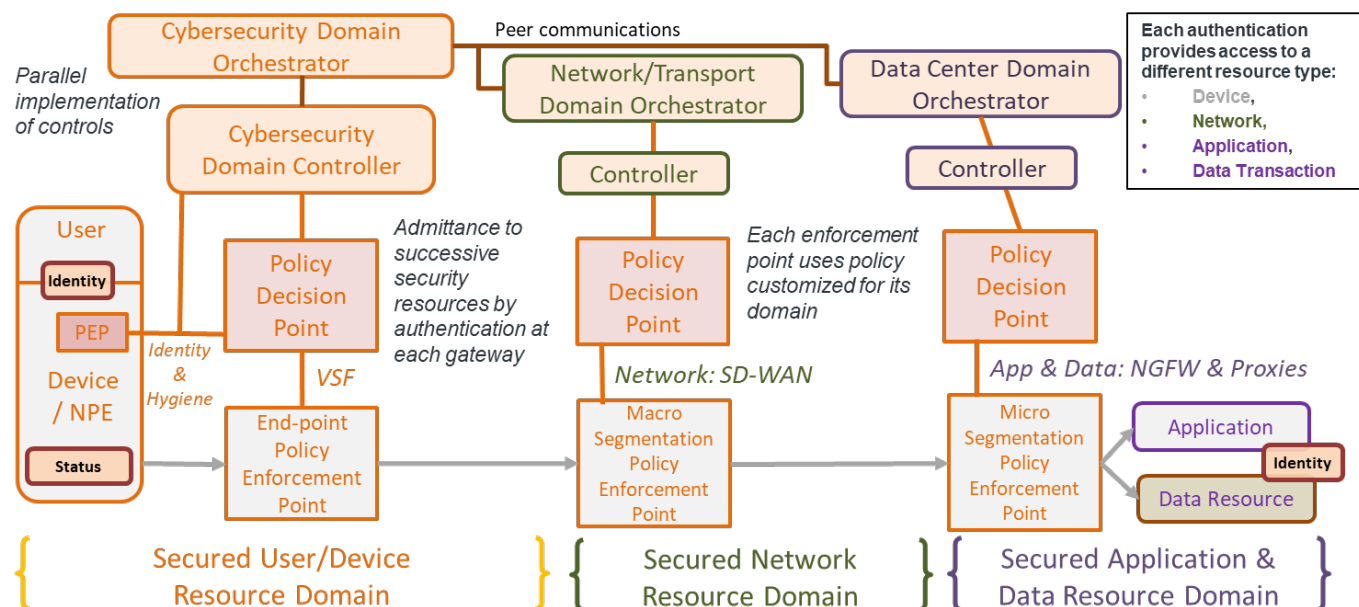 Cybersecurity Domain
Orchestrator
Peer communications
Each authentication
provides access to a
different resource type:
• Device,
• Network,
• Application,
• Data Transaction
Parallel
implementation
of controls
Network/Transport
Domain Orchestrator
Data Center Domain
Orchestrator
Cybersecurity
Domain Controller
Controller
Controller
User
Identity
PEP
Device
/ NPE
Status
Identity
&
Hygiene
Policy
Decision
Point
VSF
End-point
Policy
Enforcement
Point
Admittance to
successive
security
resources by
authentication at
each gateway
Policy
Decision
Point
Network: SD-WAN
Macro
Segmentation
Policy
Enforcement
Point
Each enforcement
point uses policy
customized for its
domain
Policy
Decision
Point
App & Data: NGFW & Proxies
Micro
Segmentation
Policy
Enforcement
Point
Application
Identity
Data Resource
Secured User/Device
Resource Domain
Secured Network
Resource Domain
Secured Application &
Data Resource Domain